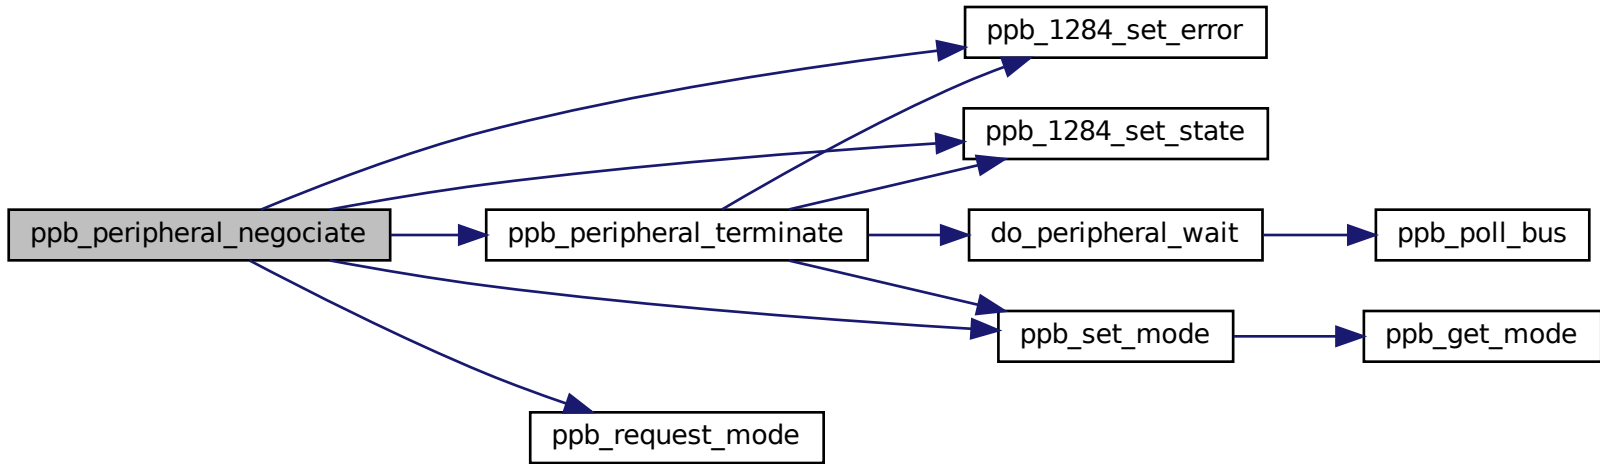 ppb_1284_set_error
ppb_1284_set_state
ppb_peripheral_negociate
ppb_peripheral_terminate
do_peripheral_wait
ppb_poll_bus
ppb_set_mode
ppb_get_mode
ppb_request_mode